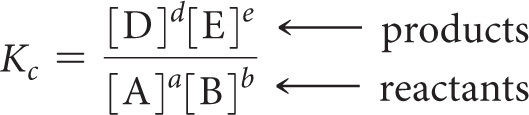 K_c = [D]^d[E]^e / [A]^a[B]^b
⟵ products
⟵ reactants